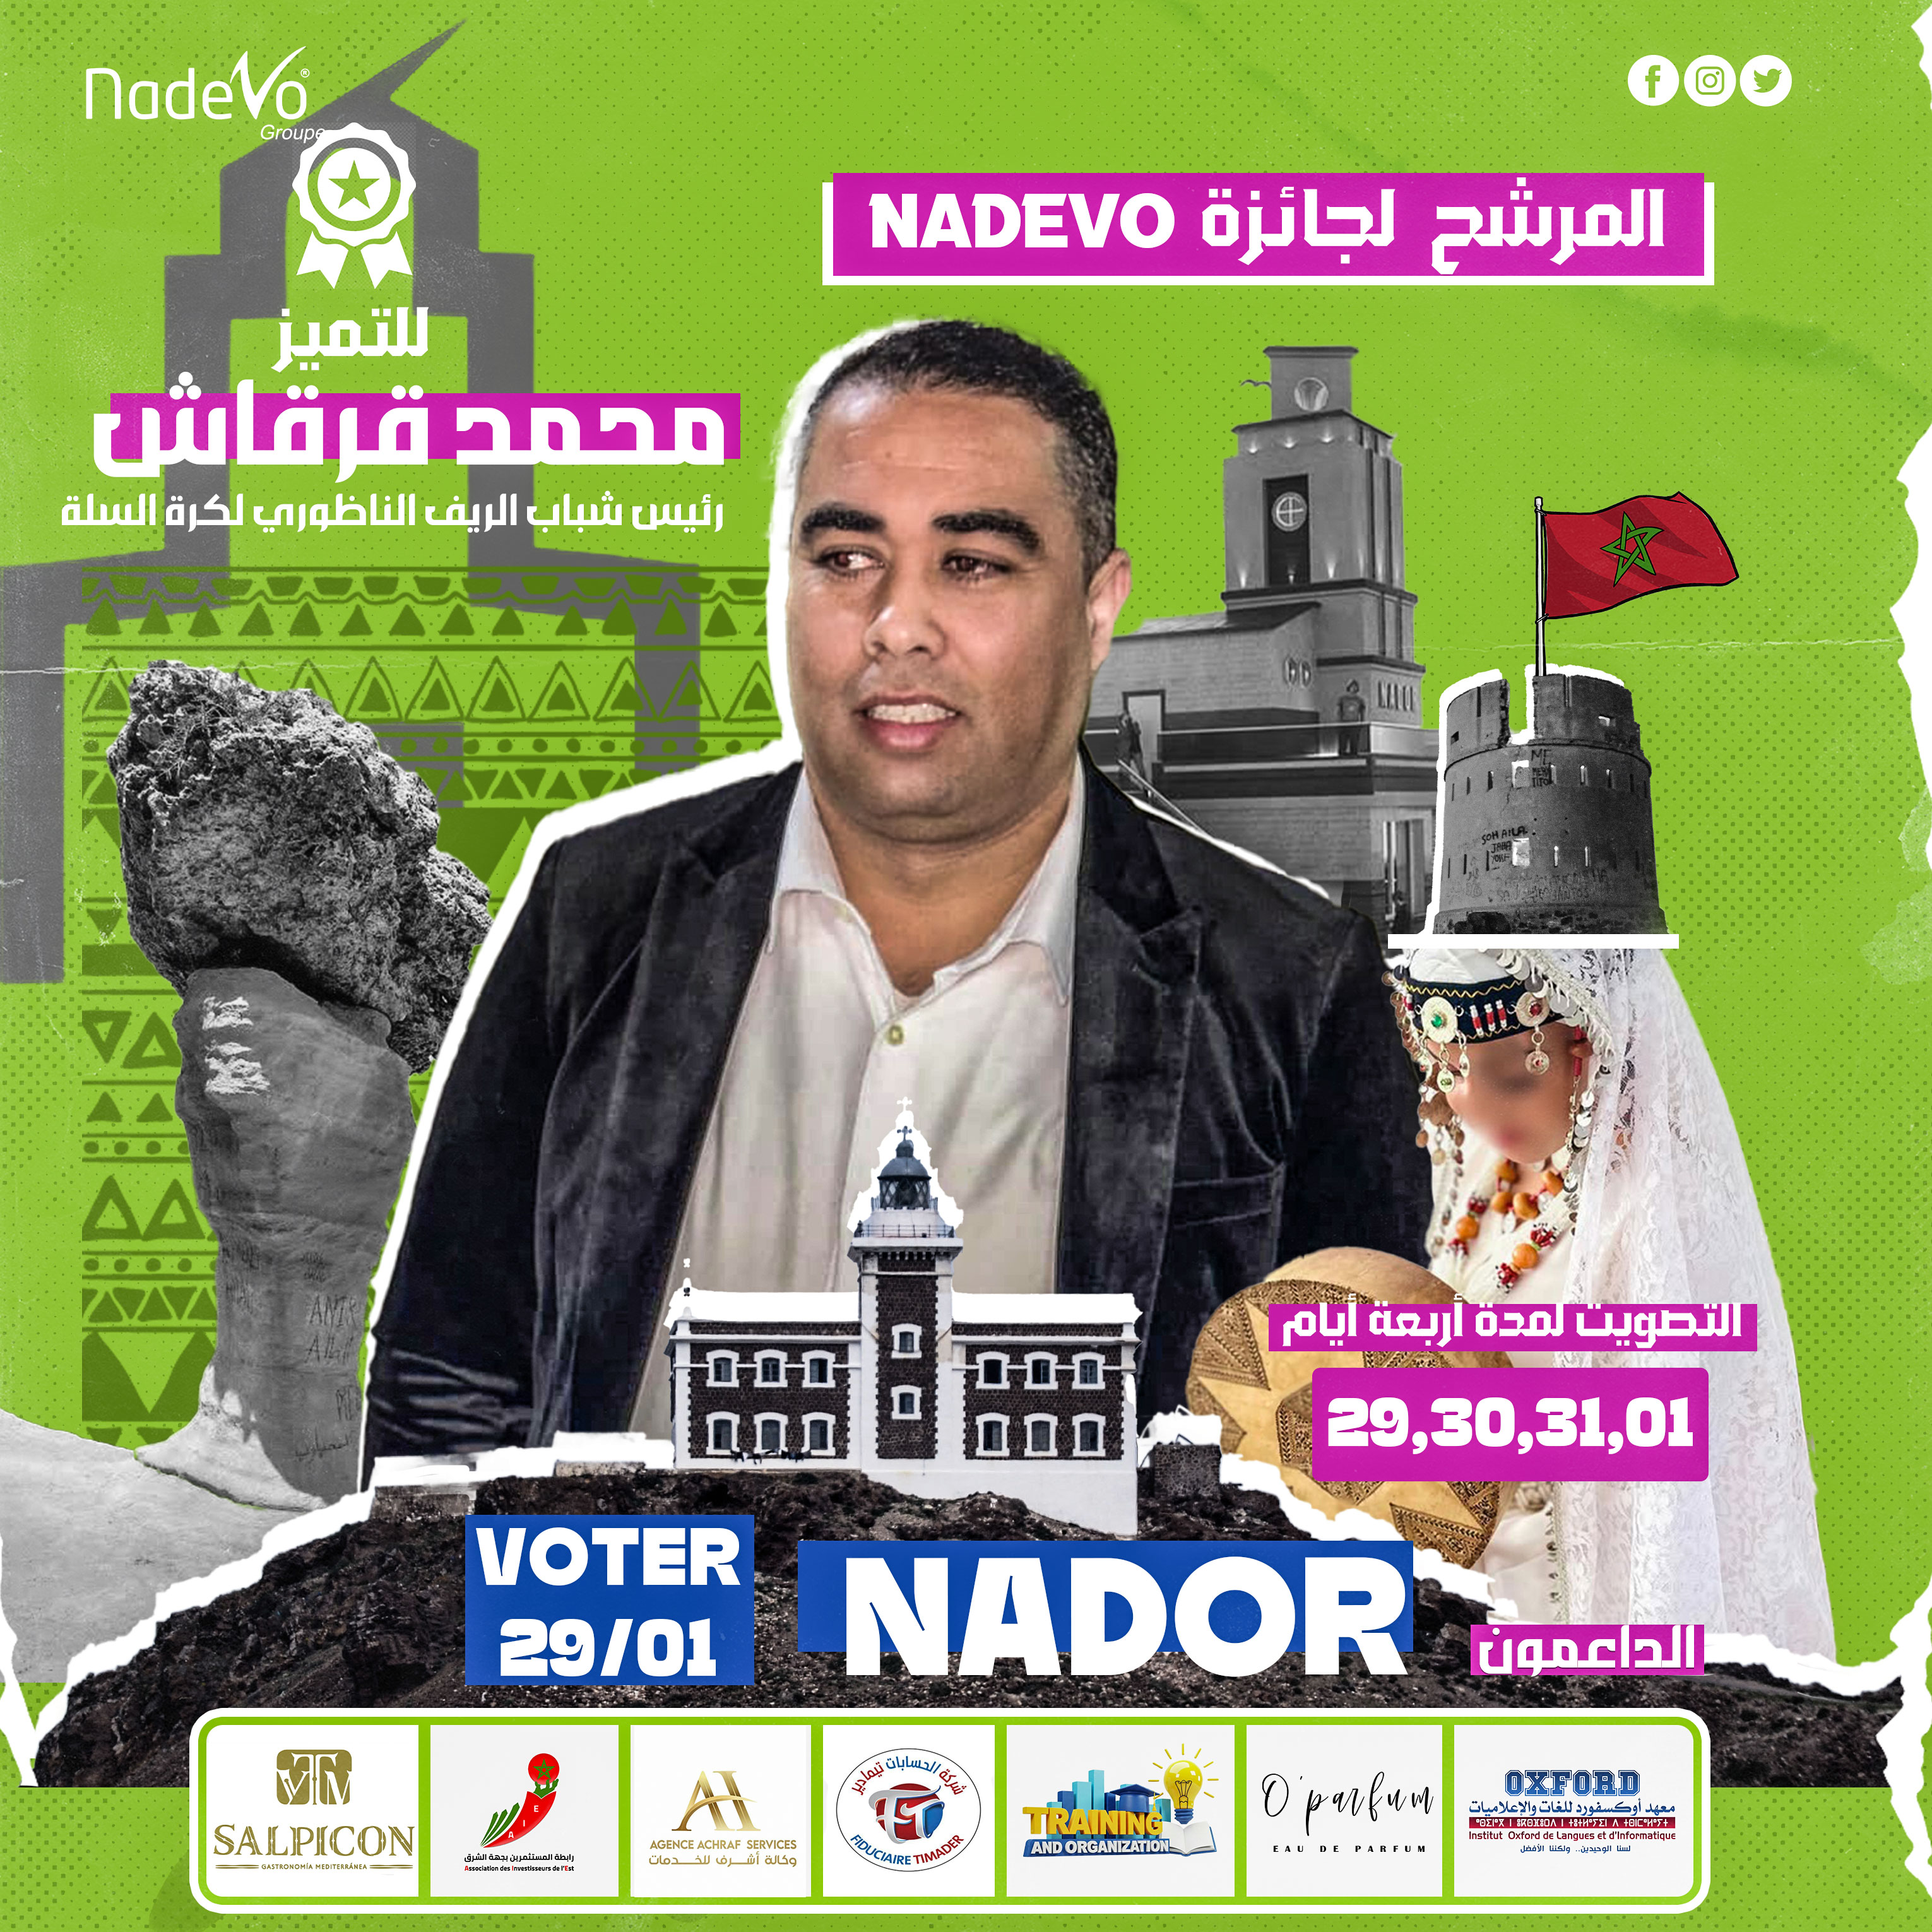 NadeVo®
Groupe
المرشح لجائزة NADEVO
للتميز
محمد قرقاش
رئيس شباب الريف الناظوري لكرة السلة
NADOR
SOHAILA
التصويت لمدة أربعة أيام
29,30,31,01
VOTER
29/01
NADOR
الداعمون
SALPICON
GASTRONOMÍA MEDITERRÁNEA
A I E
رابطة المستثمرين بجهة الشرق
Association des Investisseurs de l'Est
AGENCE ACHRAF SERVICES
وكالة أشرف للخدمات
شركة الحسابات تيمادير
FIDUCIAIRE TIMADER
TRAINING
AND ORGANIZATION
O'parfum
EAU DE PARFUM
OXFORD
معهد أوكسفورد للغات والإعلاميات
Institut Oxford de Langues et d'Informatique
لسنا الوحيدين.. ولكننا الأفضل